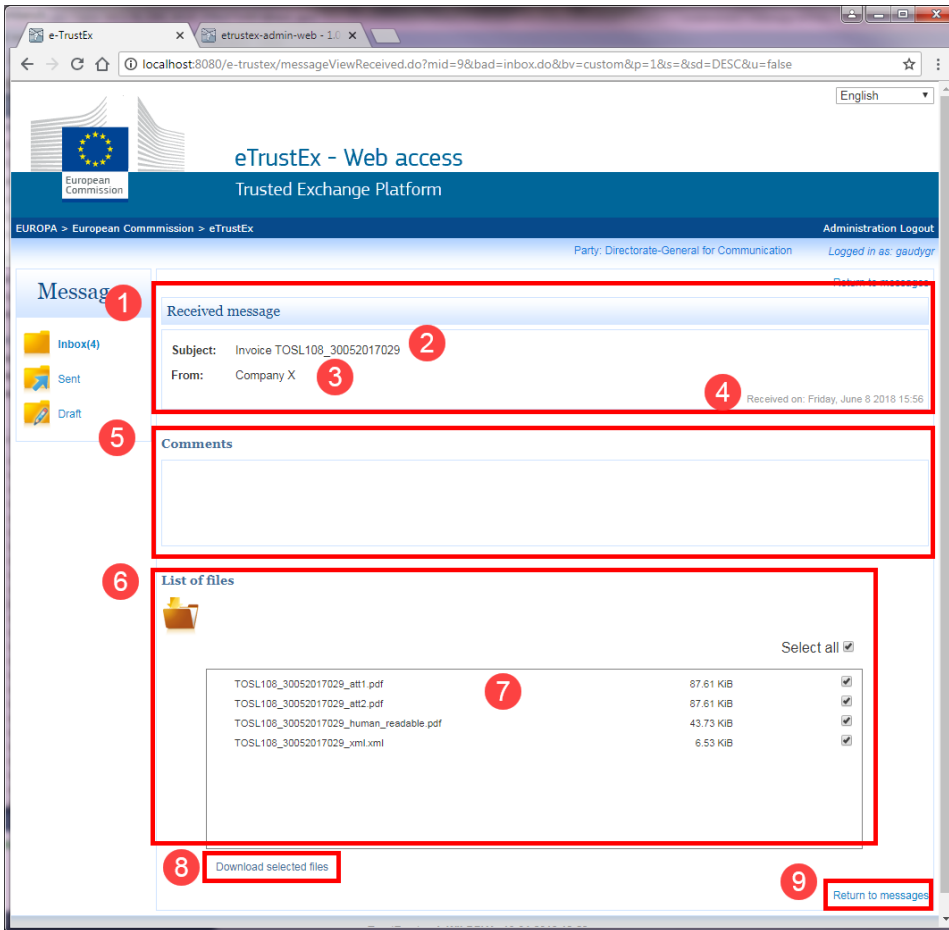 e-TrustEx
etrustex-admin-web - 1.0
localhost:8080/e-trustex/messageViewReceived.do?mid=9&bad=inbox.do&bv=custom&p=1&s=&sd=DESC&u=false
English
eTrustEx - Web access
European
Commission
Trusted Exchange Platform
EUROPA > European Commmission > eTrustEx
Administration Logout
Party: Directorate-General for Communication
Logged in as: gaudygr
Return to messages
Messag
1
Received message
Inbox(4)
Subject: Invoice TOSL108_30052017029
2
Sent
From: Company X
3
4
Received on: Friday, June 8 2018 15:56
Draft
5
Comments
6
List of files
Select all
TOSL108_30052017029_att1.pdf 87.61 KiB
7
TOSL108_30052017029_att2.pdf 87.61 KiB
TOSL108_30052017029_human_readable.pdf 43.73 KiB
TOSL108_30052017029_xml.xml 6.53 KiB
8
Download selected files
9
Return to messages